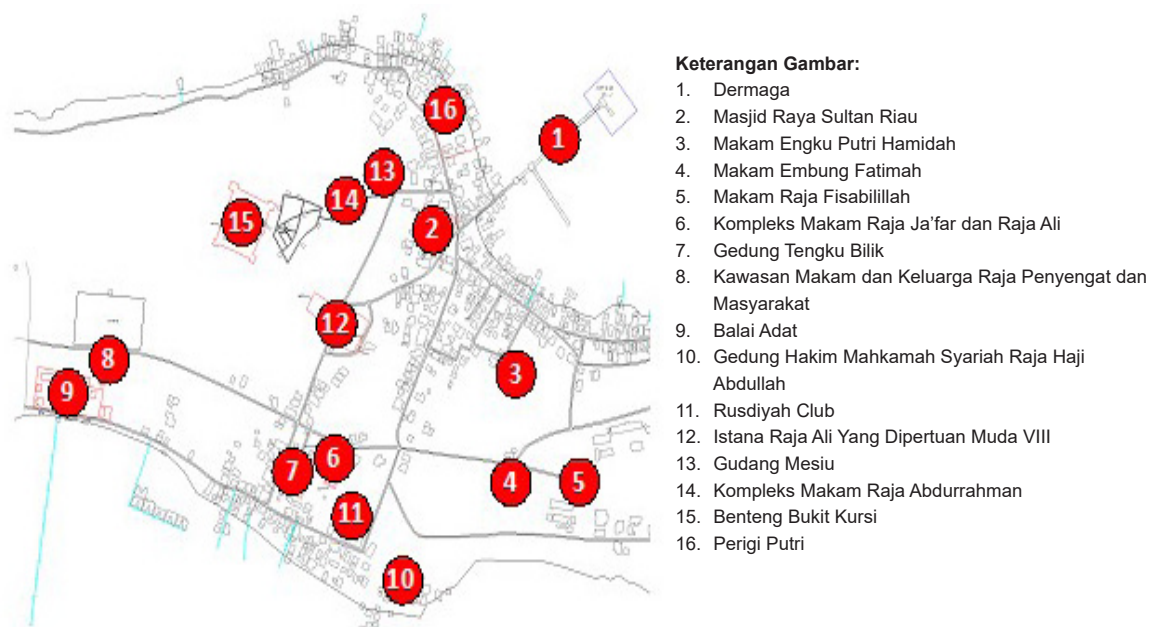 16
1
13
14
15
2
12
8
3
9
6
7
4
5
11
10
Keterangan Gambar:
1. Dermaga
2. Masjid Raya Sultan Riau
3. Makam Engku Putri Hamidah
4. Makam Embung Fatimah
5. Makam Raja Fisabilillah
6. Kompleks Makam Raja Ja’far dan Raja Ali
7. Gedung Tengku Bilik
8. Kawasan Makam dan Keluarga Raja Penyengat dan
Masyarakat
9. Balai Adat
10. Gedung Hakim Mahkamah Syariah Raja Haji
Abdullah
11. Rusdiyah Club
12. Istana Raja Ali Yang Dipertuan Muda VIII
13. Gudang Mesiu
14. Kompleks Makam Raja Abdurrahman
15. Benteng Bukit Kursi
16. Perigi Putri